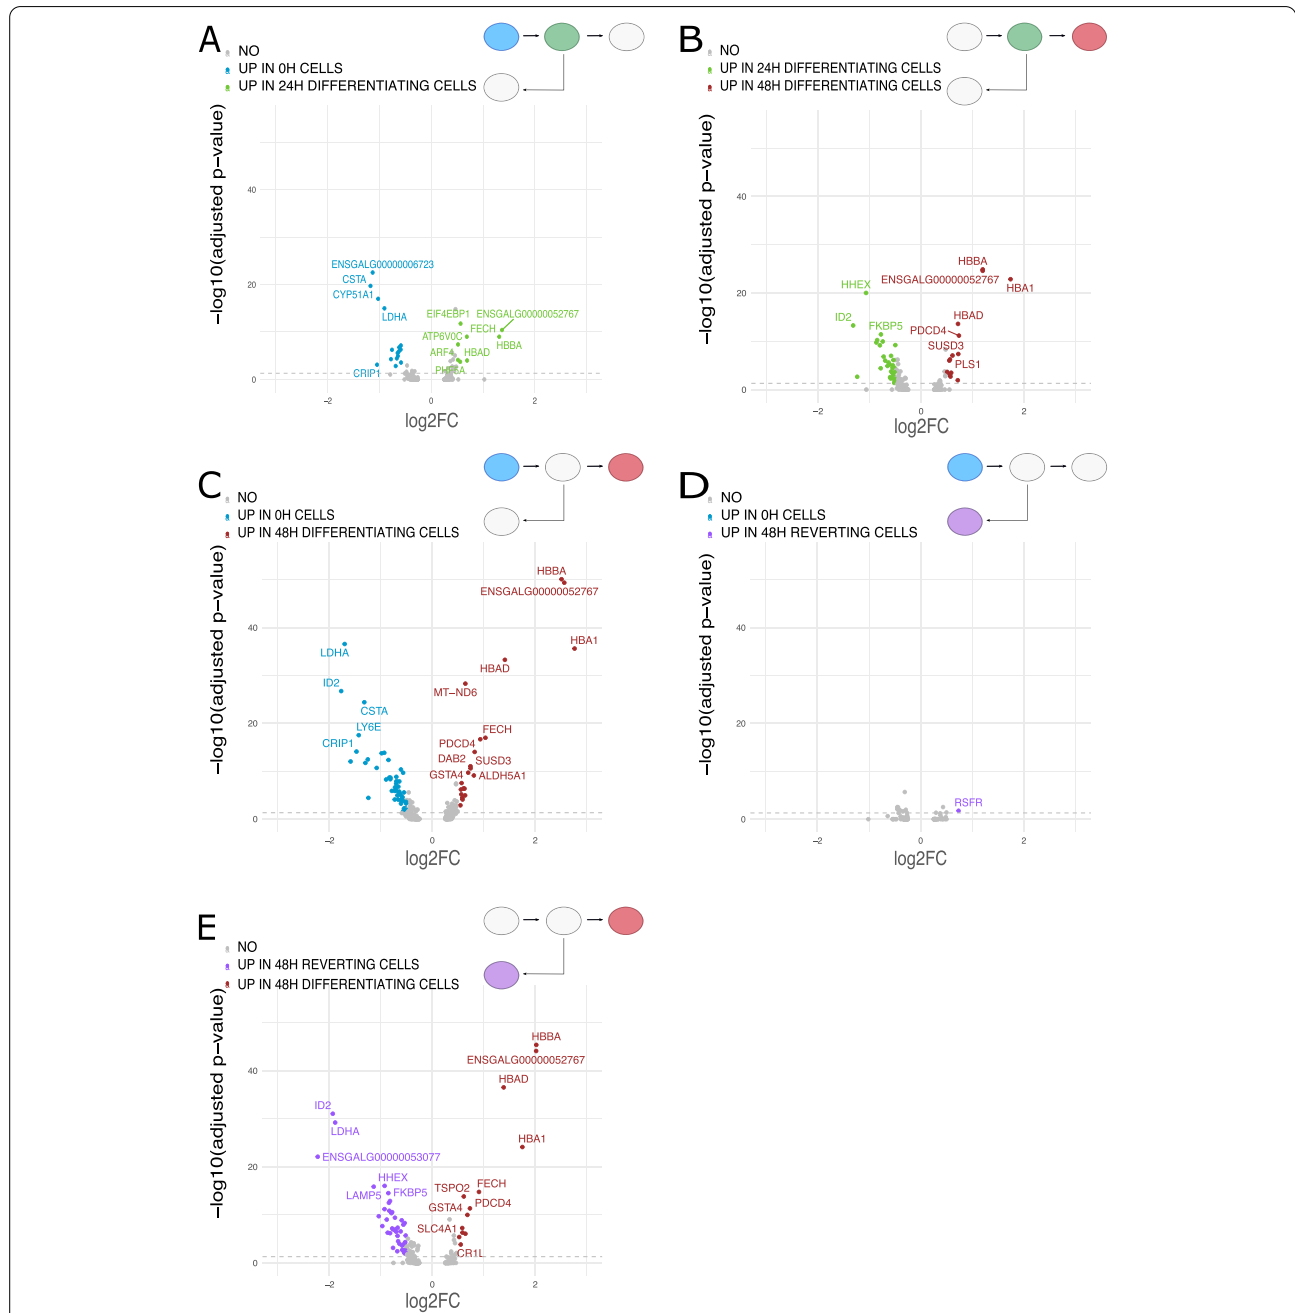 A
NO
UP IN 0H CELLS
UP IN 24H DIFFERENTIATING CELLS
−log10(adjusted p−value)
40
20
0
ENSGALG00000006723
CSTA
CYP51A1
LDHA
CRIP1
EIF4EBP1
ENSGALG00000052767
FECH
ATP6V0C
HBBA
ARF4
HBAD
−2
0
2
log2FC
B
NO
UP IN 24H DIFFERENTIATING CELLS
UP IN 48H DIFFERENTIATING CELLS
−log10(adjusted p−value)
40
20
0
HBBA
ENSGALG00000052767
HBA1
HHEX
ID2
FKBP5
HBAD
PDCD4
SUSD3
PLS1
−2
0
2
log2FC
C
NO
UP IN 0H CELLS
UP IN 48H DIFFERENTIATING CELLS
−log10(adjusted p−value)
40
20
0
HBBA
ENSGALG00000052767
LDHA
HBA1
HBAD
ID2
MT−ND6
CSTA
LY6E
FECH
CRIP1
PDCD4
DAB2
SUSD3
GSTA4
ALDH5A1
−2
0
2
log2FC
D
NO
UP IN 0H CELLS
UP IN 48H REVERTING CELLS
−log10(adjusted p−value)
40
20
0
RSFR
−2
0
2
log2FC
E
NO
UP IN 48H REVERTING CELLS
UP IN 48H DIFFERENTIATING CELLS
−log10(adjusted p−value)
40
20
0
HBBA
ENSGALG00000052767
HBAD
ID2
LDHA
HBA1
ENSGALG00000053077
HHEX
LAMP5
FKBP5
TSPO2
FECH
GSTA4
PDCD4
SLC4A1
CR1L
−2
0
2
log2FC